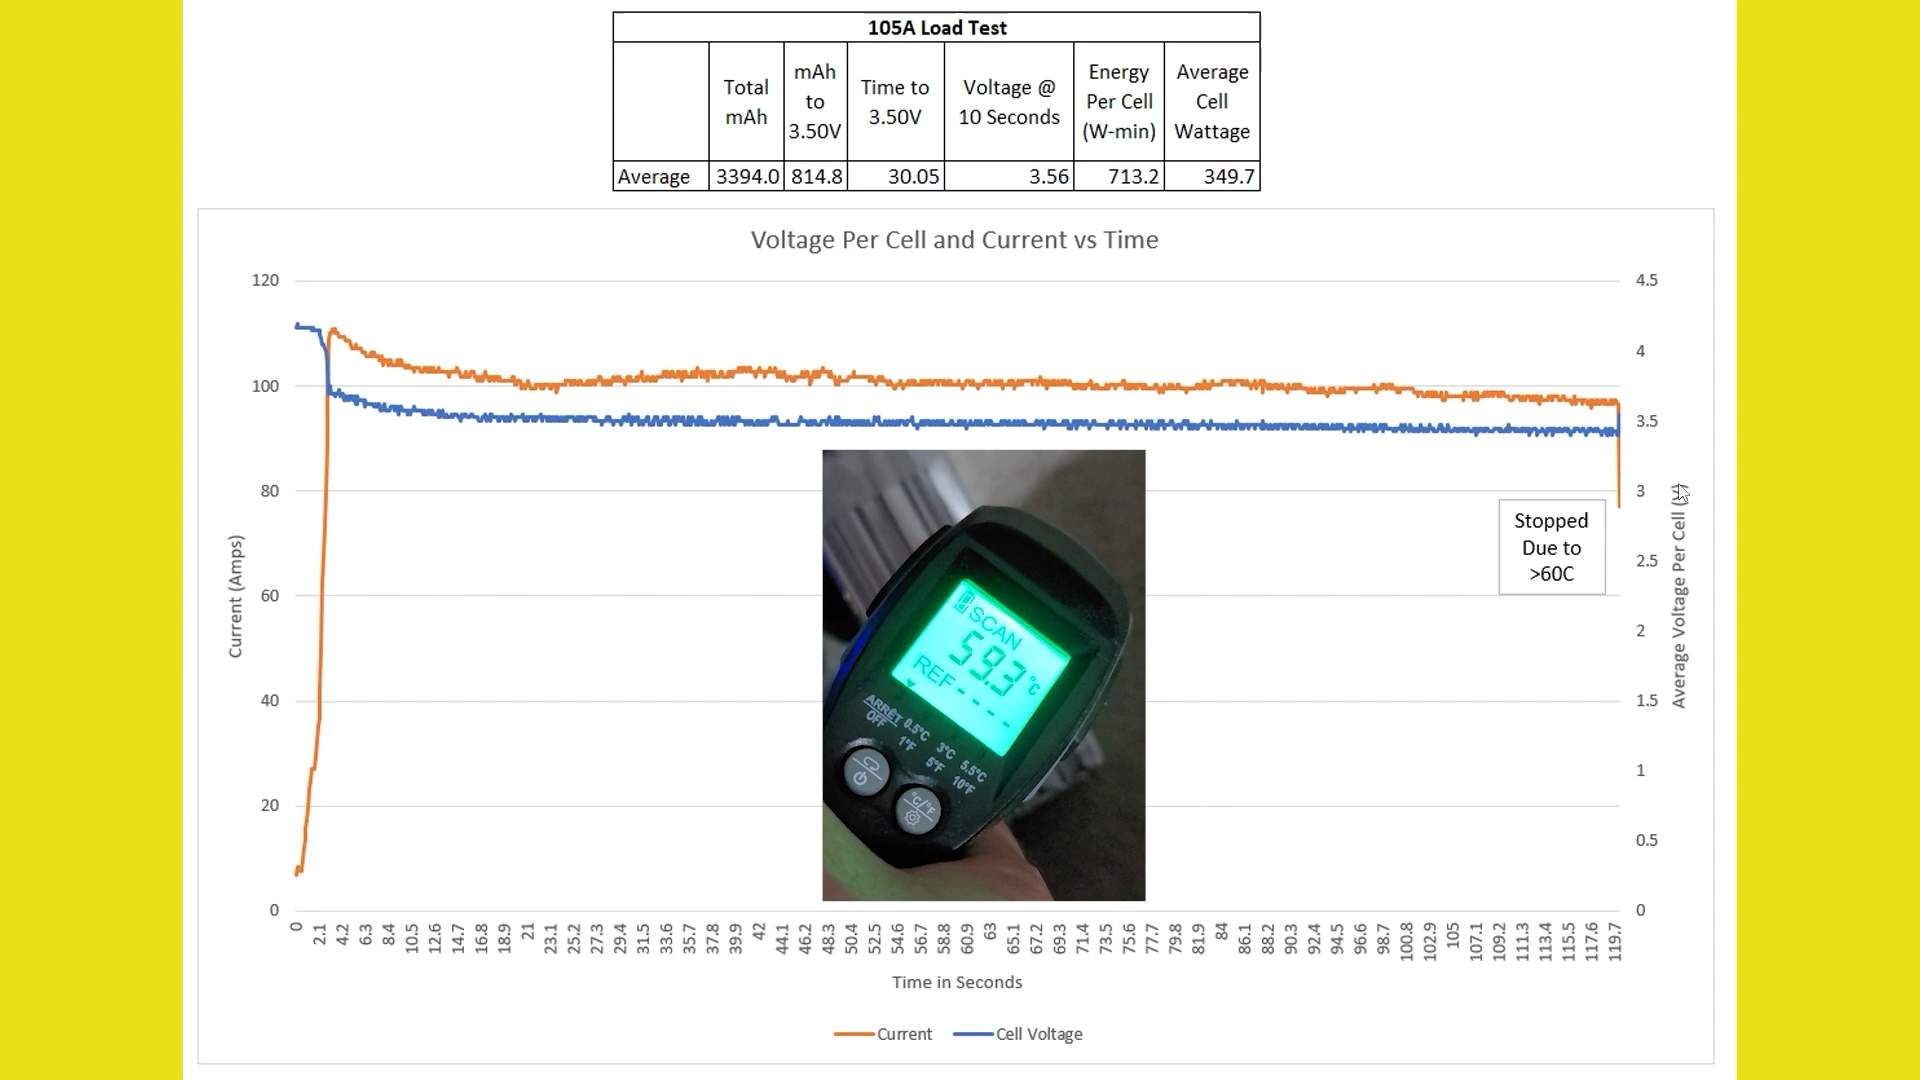 105A Load Test
Total mAh
mAh to 3.50V
Time to 3.50V
Voltage @ 10 Seconds
Energy Per Cell (W-min)
Average Cell Wattage
Average 3394.0 814.8 30.05 3.56 713.2 349.7
Voltage Per Cell and Current vs Time
120
100
80
60
40
20
0
Current (Amps)
4.5
4
3.5
3
2.5
2
1.5
1
0.5
0
Average Voltage Per Cell (V)
Stopped
Due to
>60C
SCAN
59.3 °C
REF ----
ARRÊT
OFF
0.5°C 3°C 5.5°C
1°F 5°F 10°F
°C/°F
0 2.1 4.2 6.3 8.4 10.5 12.6 14.7 16.8 18.9 21 23.1 25.2 27.3 29.4 31.5 33.6 35.7 37.8 39.9 42 44.1 46.2 48.3 50.4 52.5 54.6 56.7 58.8 60.9 63 65.1 67.2 69.3 71.4 73.5 75.6 77.7 79.8 81.9 84 86.1 88.2 90.3 92.4 94.5 96.6 98.7 100.8 102.9 105 107.1 109.2 111.3 113.4 115.5 117.6 119.7
Time in Seconds
Current Cell Voltage